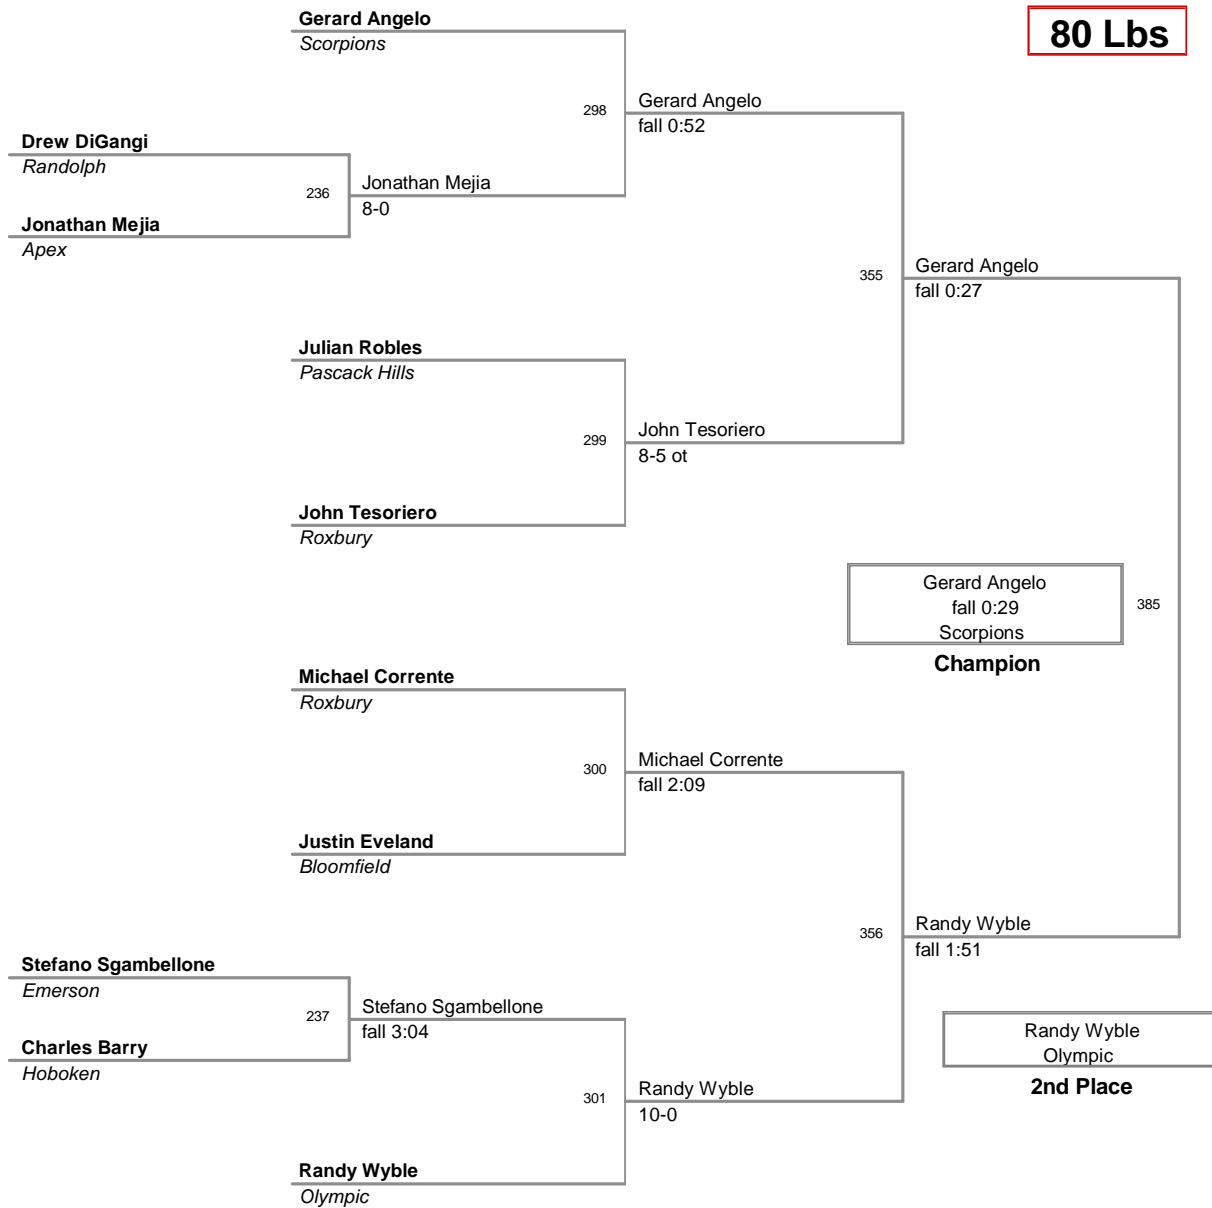 Gerard Angelo
Scorpions
80 Lbs
298
Gerard Angelo
fall 0:52
Drew DiGangi
Randolph
236
Jonathan Mejia
8-0
Jonathan Mejia
Apex
355
Gerard Angelo
fall 0:27
Julian Robles
Pascack Hills
299
John Tesoriero
8-5 ot
John Tesoriero
Roxbury
Gerard Angelo
fall 0:29
Scorpions
385
Champion
Michael Corrente
Roxbury
300
Michael Corrente
fall 2:09
Justin Eveland
Bloomfield
356
Randy Wyble
fall 1:51
Stefano Sgambellone
Emerson
237
Stefano Sgambellone
fall 3:04
Charles Barry
Hoboken
Randy Wyble
Olympic
2nd Place
301
Randy Wyble
10-0
Randy Wyble
Olympic